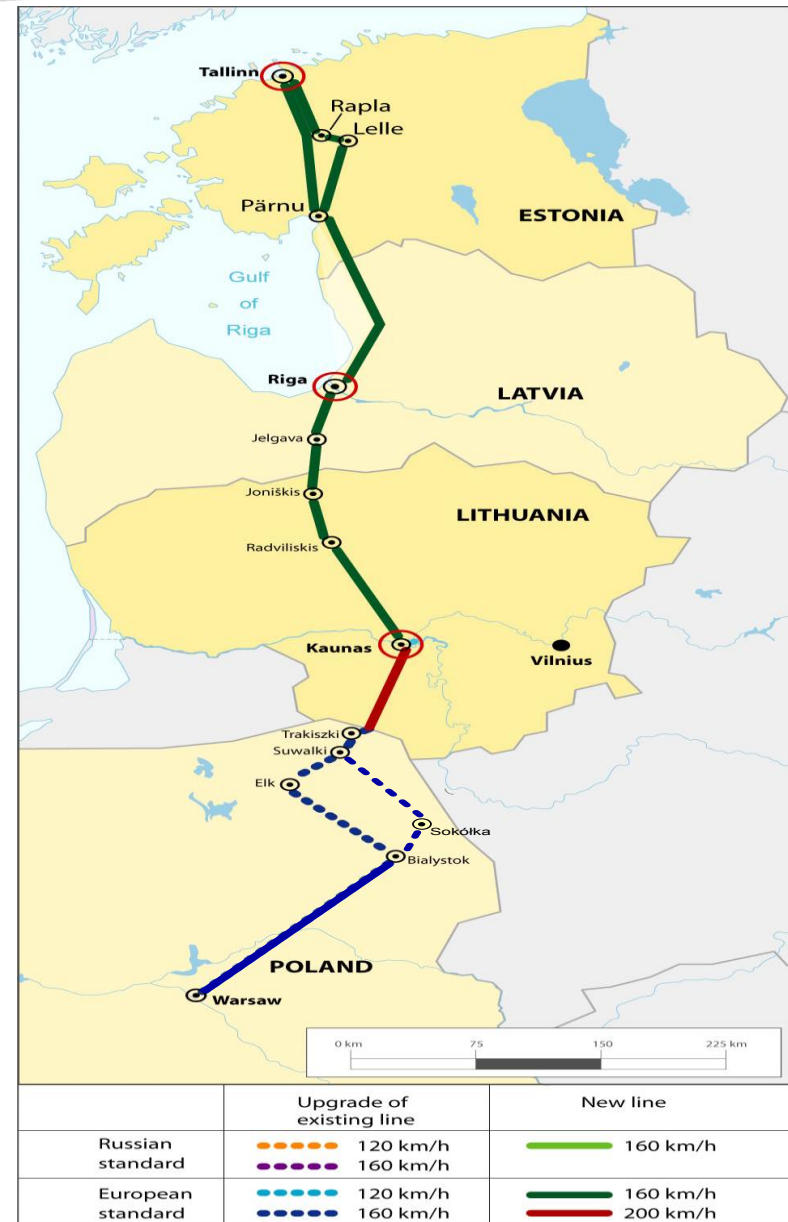 Tallinn
Rapla
Lelle
Pärnu
ESTONIA
Gulf
of
Riga
Riga
LATVIA
Jelgava
Joniškis
LITHUANIA
Radviliskis
Kaunas
Vilnius
Trakiszki
Suwalki
Elk
Sokółka
Bialystok
POLAND
Warsaw
0 km 75 150 225 km
Upgrade of
existing line
New line
Russian
standard
120 km/h
160 km/h
160 km/h
European
standard
120 km/h
160 km/h
160 km/h
200 km/h